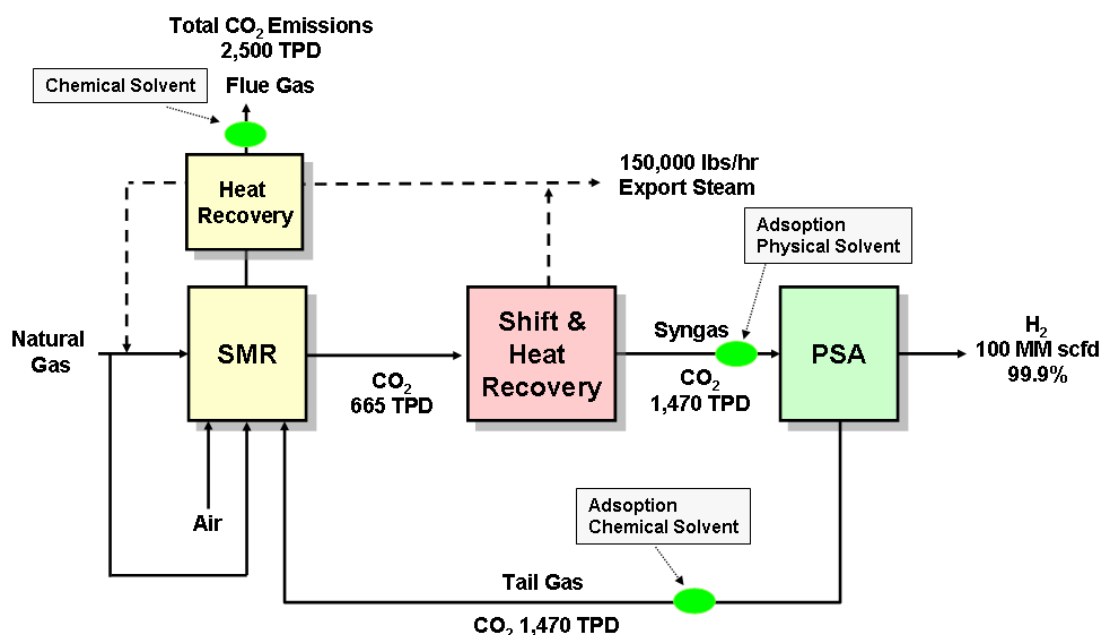 Total CO₂ Emissions
2,500 TPD
Chemical Solvent
Flue Gas
Heat
Recovery
150,000 lbs/hr
Export Steam
Adsoption
Physical Solvent
Natural
Gas
SMR
CO₂
665 TPD
Shift &
Heat
Recovery
Syngas
CO₂
1,470 TPD
PSA
H₂
100 MM scfd
99.9%
Air
Adsoption
Chemical Solvent
Tail Gas
CO₂ 1,470 TPD